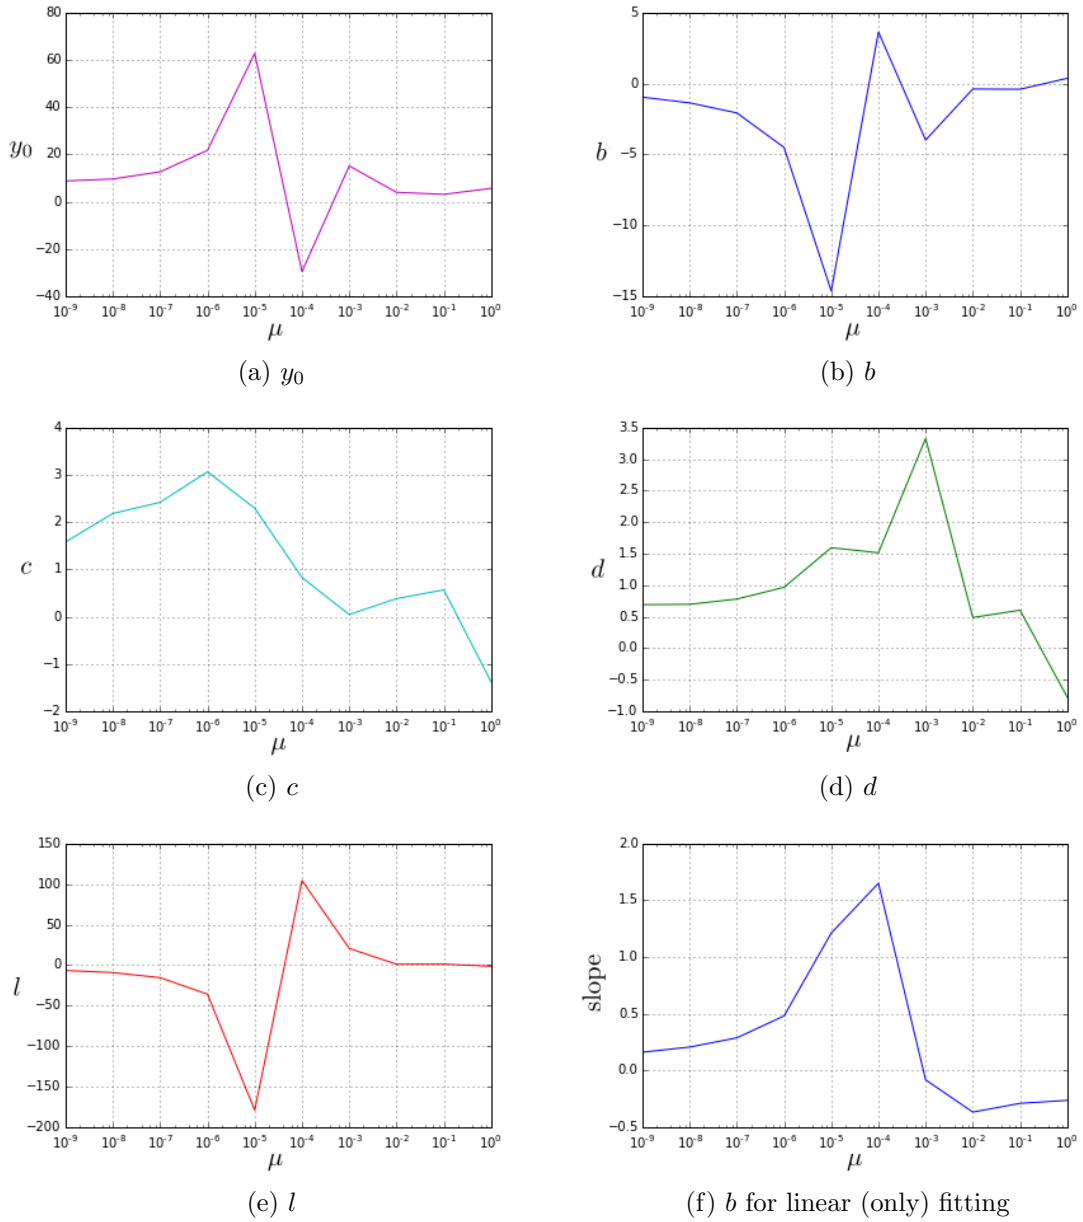 80
60
40
20
0
−20
−40
y₀
10⁻⁹ 10⁻⁸ 10⁻⁷ 10⁻⁶ 10⁻⁵ 10⁻⁴ 10⁻³ 10⁻² 10⁻¹ 10⁰
μ
(a) y₀
5
0
−5
−10
−15
b
10⁻⁹ 10⁻⁸ 10⁻⁷ 10⁻⁶ 10⁻⁵ 10⁻⁴ 10⁻³ 10⁻² 10⁻¹ 10⁰
μ
(b) b
4
3
2
1
0
−1
−2
c
10⁻⁹ 10⁻⁸ 10⁻⁷ 10⁻⁶ 10⁻⁵ 10⁻⁴ 10⁻³ 10⁻² 10⁻¹ 10⁰
μ
(c) c
3.5
3.0
2.5
2.0
1.5
1.0
0.5
0.0
−0.5
−1.0
d
10⁻⁹ 10⁻⁸ 10⁻⁷ 10⁻⁶ 10⁻⁵ 10⁻⁴ 10⁻³ 10⁻² 10⁻¹ 10⁰
μ
(d) d
150
100
50
0
−50
−100
−150
−200
l
10⁻⁹ 10⁻⁸ 10⁻⁷ 10⁻⁶ 10⁻⁵ 10⁻⁴ 10⁻³ 10⁻² 10⁻¹ 10⁰
μ
(e) l
2.0
1.5
1.0
0.5
0.0
−0.5
slope
10⁻⁹ 10⁻⁸ 10⁻⁷ 10⁻⁶ 10⁻⁵ 10⁻⁴ 10⁻³ 10⁻² 10⁻¹ 10⁰
μ
(f) b for linear (only) fitting